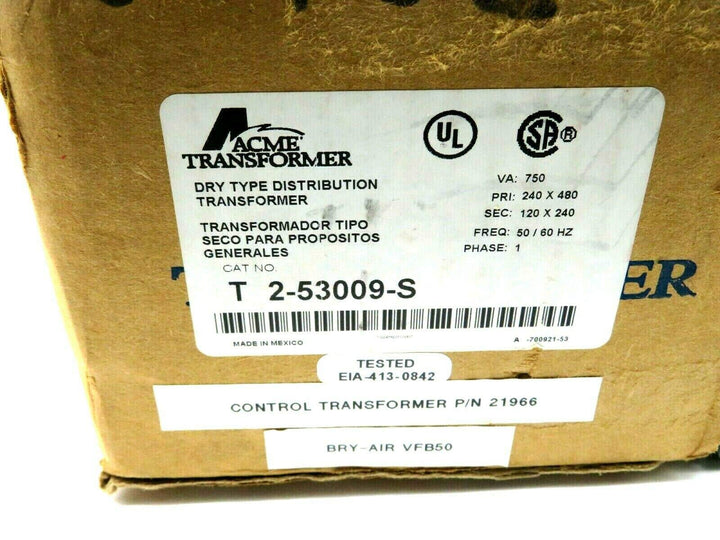 ACME
TRANSFORMER
DRY TYPE DISTRIBUTION
TRANSFORMER
TRANSFORMADOR TIPO
SECO PARA PROPOSITOS
GENERALES
CAT NO.
T 2-53009-S
UL
SA ®
VA: 750
PRI: 240 X 480
SEC: 120 X 240
FREQ: 50 / 60 HZ
PHASE: 1
MADE IN MEXICO
A -700921-53
T
ER
TESTED
EIA-413-0842
CONTROL TRANSFORMER P/N 21966
BRY-AIR VFB50